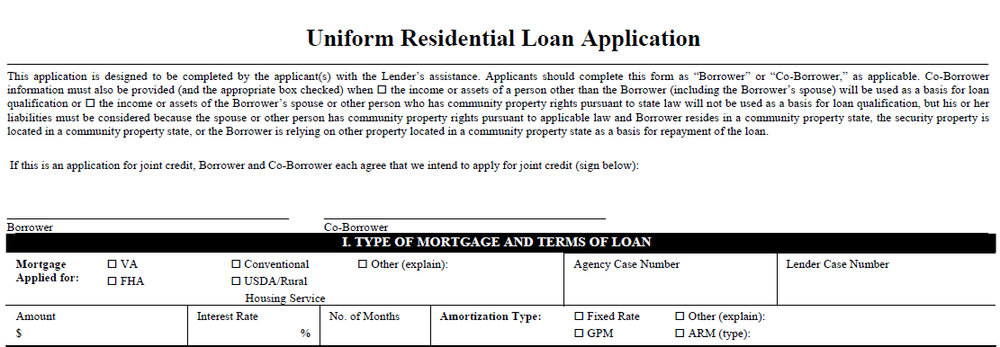 Uniform Residential Loan Application
This application is designed to be completed by the applicant(s) with the Lender’s assistance. Applicants should complete this form as “Borrower” or “Co-Borrower,” as applicable. Co-Borrower
information must also be provided (and the appropriate box checked) when ☐ the income or assets of a person other than the Borrower (including the Borrower’s spouse) will be used as a basis for loan
qualification or ☐ the income or assets of the Borrower’s spouse or other person who has community property rights pursuant to state law will not be used as a basis for loan qualification, but his or her
liabilities must be considered because the spouse or other person has community property rights pursuant to applicable law and Borrower resides in a community property state, the security property is
located in a community property state, or the Borrower is relying on other property located in a community property state as a basis for repayment of the loan.
If this is an application for joint credit, Borrower and Co-Borrower each agree that we intend to apply for joint credit (sign below):
Borrower Co-Borrower
I. TYPE OF MORTGAGE AND TERMS OF LOAN
Mortgage ☐ VA ☐ Conventional ☐ Other (explain): Agency Case Number Lender Case Number
Applied for: ☐ FHA ☐ USDA/Rural
Housing Service
Amount Interest Rate No. of Months Amortization Type: ☐ Fixed Rate ☐ Other (explain):
$ % ☐ GPM ☐ ARM (type):